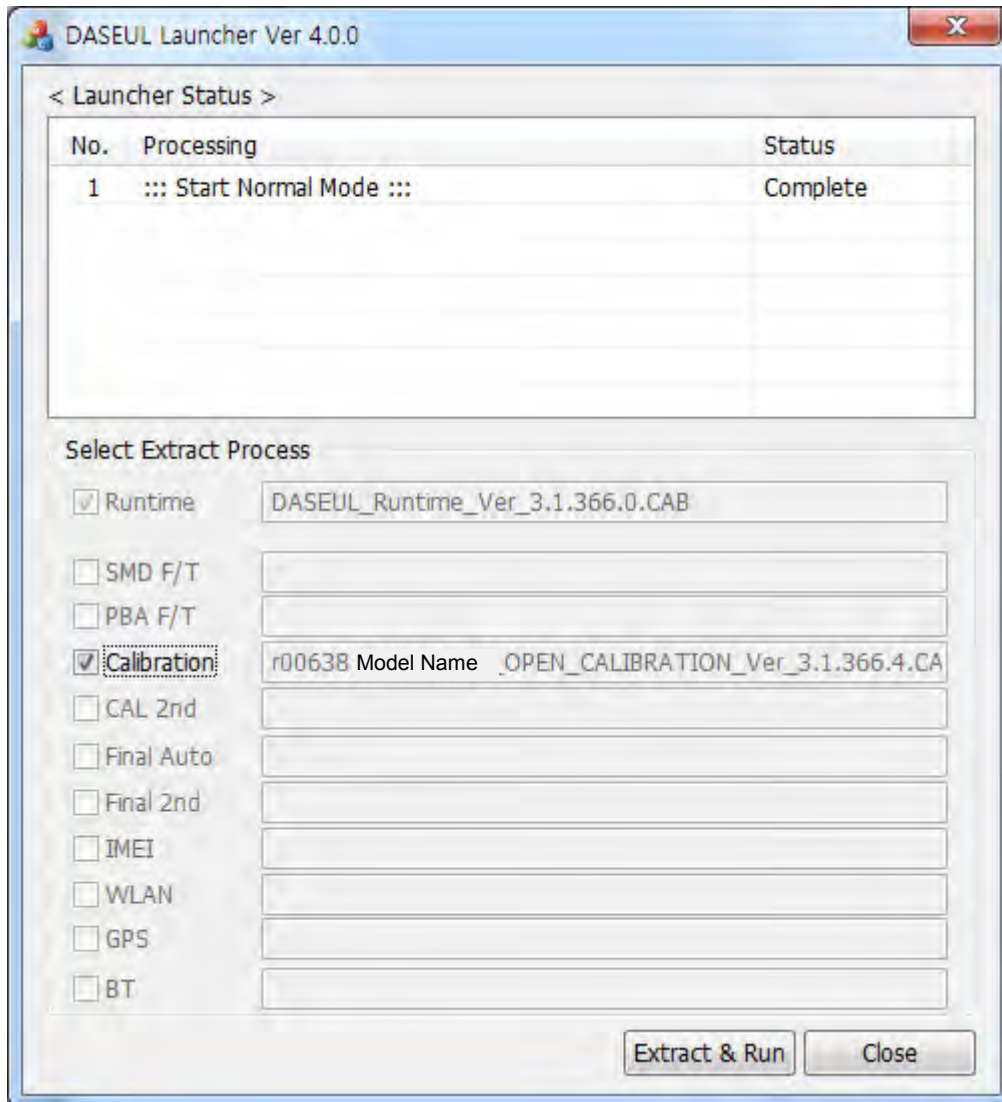 DASEUL Launcher Ver 4.0.0
< Launcher Status >
No. Processing Status
1 ::: Start Normal Mode ::: Complete
Select Extract Process
Runtime DASEUL_Runtime_Ver_3.1.366.0.CAB
SMD F/T
PBA F/T
Calibration r00638 Model Name _OPEN_CALIBRATION_Ver_3.1.366.4.CA
CAL 2nd
Final Auto
Final 2nd
IMEI
WLAN
GPS
BT
Extract & Run Close